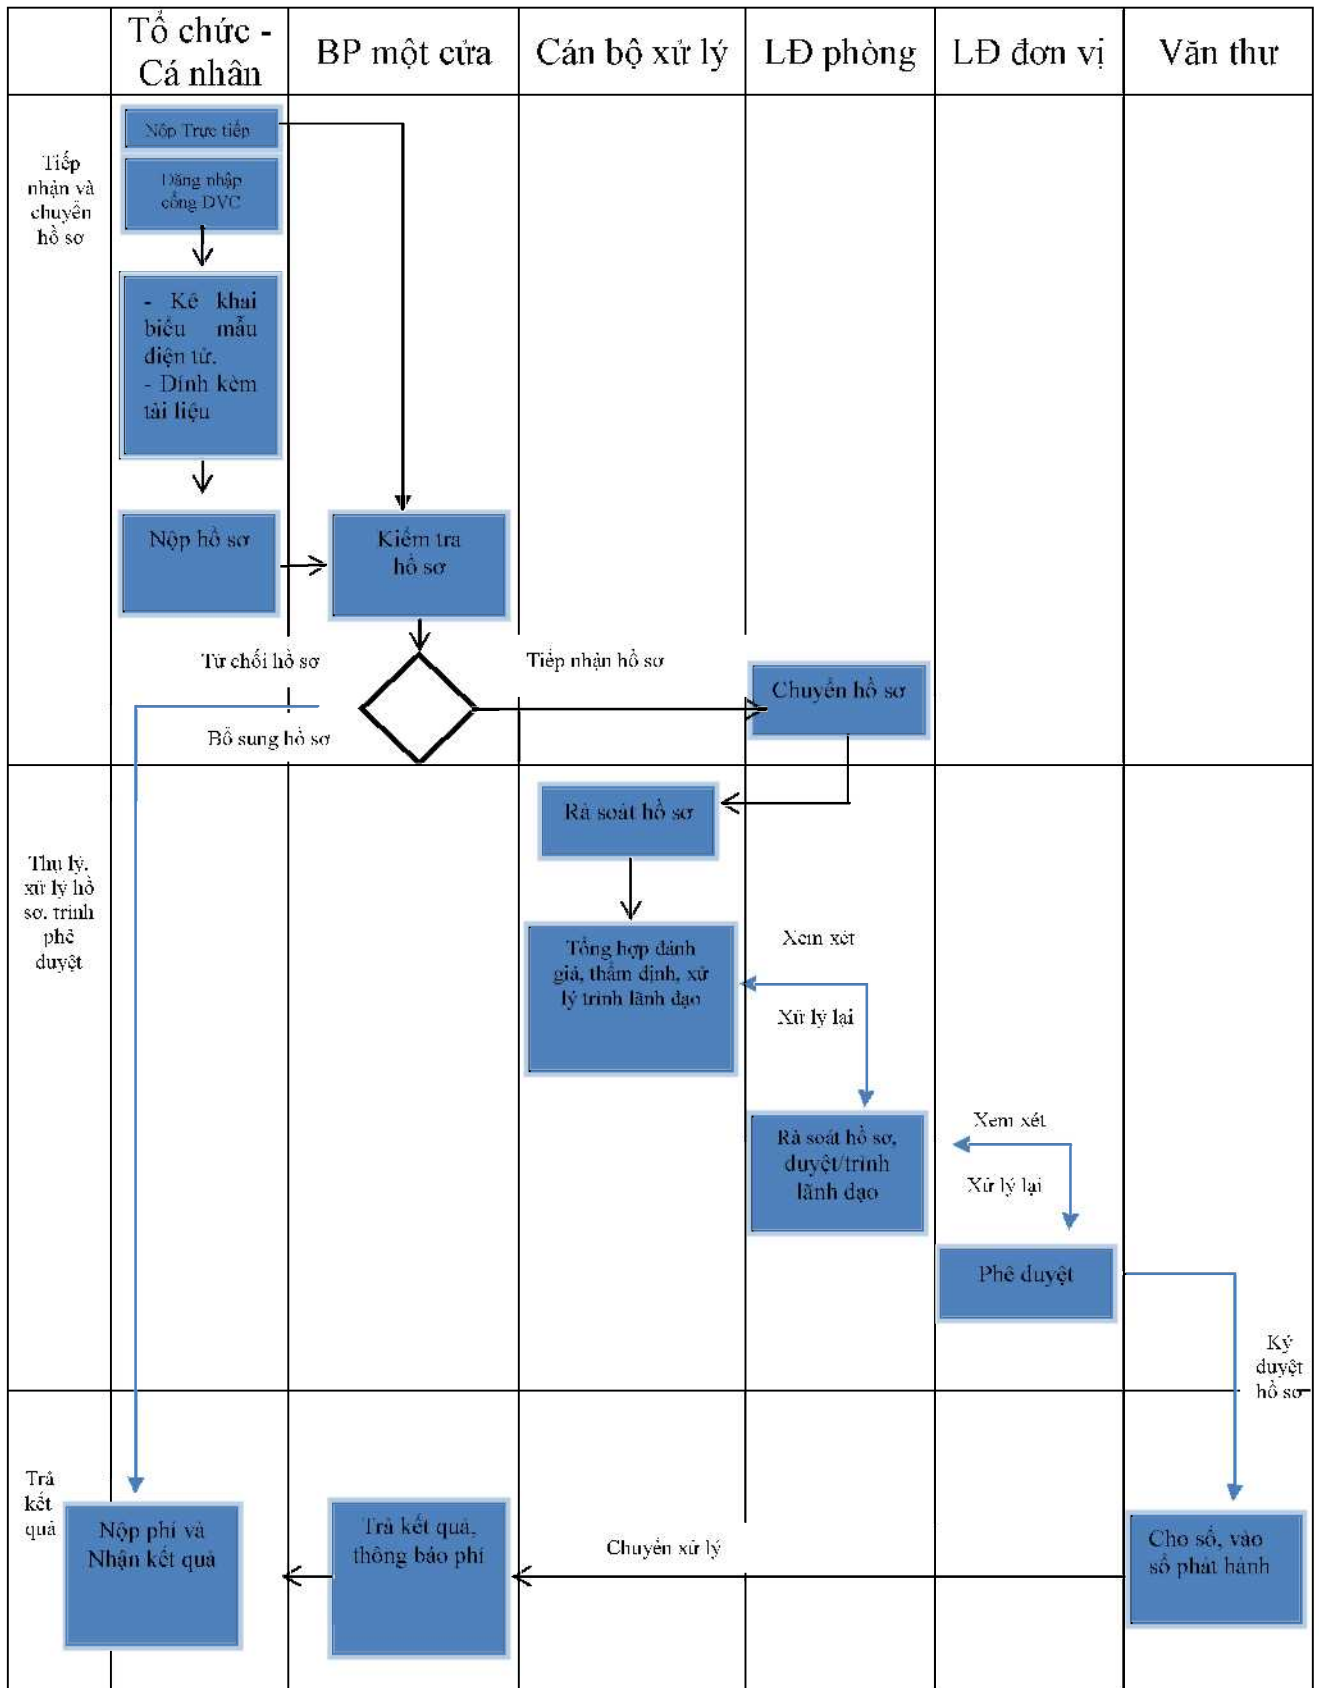 Tổ chức -
Cá nhân
BP một cửa
Cán bộ xử lý
LĐ phòng
LĐ đơn vị
Văn thư
Tiếp
nhận và
chuyển
hồ sơ
Nộp Trực tiếp
Đăng nhập
cổng DVC
- Kê khai
biểu mẫu
điện tử.
- Đính kèm
tài liệu
Nộp hồ sơ
Kiểm tra
hồ sơ
Từ chối hồ sơ
Tiếp nhận hồ sơ
Chuyển hồ sơ
Bổ sung hồ sơ
Thụ lý,
xử lý hồ
sơ. trình
phê
duyệt
Rà soát hồ sơ
Tổng hợp đánh
giá, thẩm định, xử
lý trình lãnh đạo
Xem xét
Xử lý lại
Rà soát hồ sơ,
duyệt/trình
lãnh đạo
Xem xét
Xử lý lại
Phê duyệt
Ký
duyệt
hồ sơ
Trả
kết
quả
Nộp phí và
Nhận kết quả
Trả kết quả,
thông báo phí
Chuyển xử lý
Cho số, vào
sổ phát hành